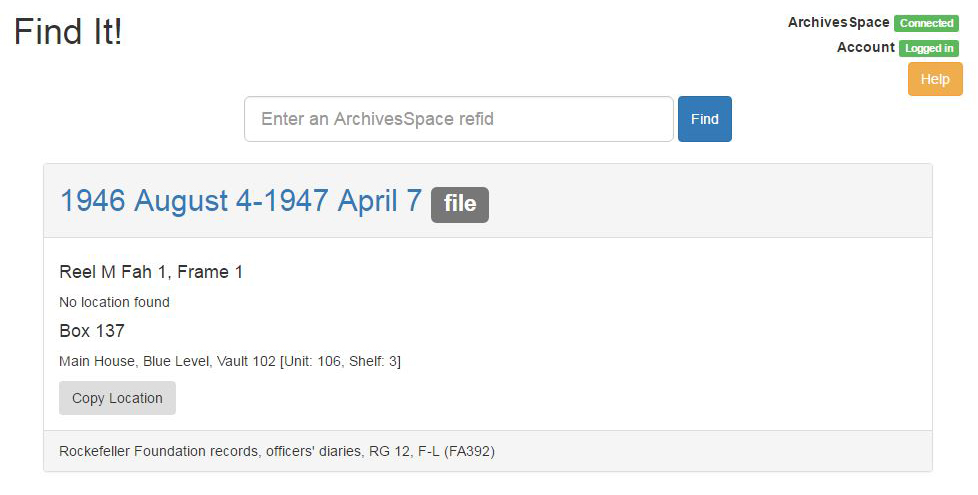 Find It!
ArchivesSpace Connected
Account Logged in
Help
Enter an ArchivesSpace refid Find
1946 August 4-1947 April 7 file
Reel M Fah 1, Frame 1
No location found
Box 137
Main House, Blue Level, Vault 102 [Unit: 106, Shelf: 3]
Copy Location
Rockefeller Foundation records, officers' diaries, RG 12, F-L (FA392)